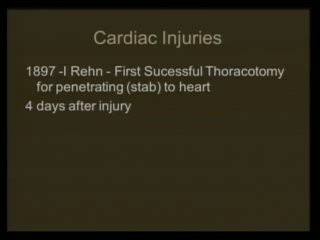 Cardiac Injuries
1897 -l Rehn - First Sucessful Thoracotomy
for penetrating (stab) to heart
4 days after injury